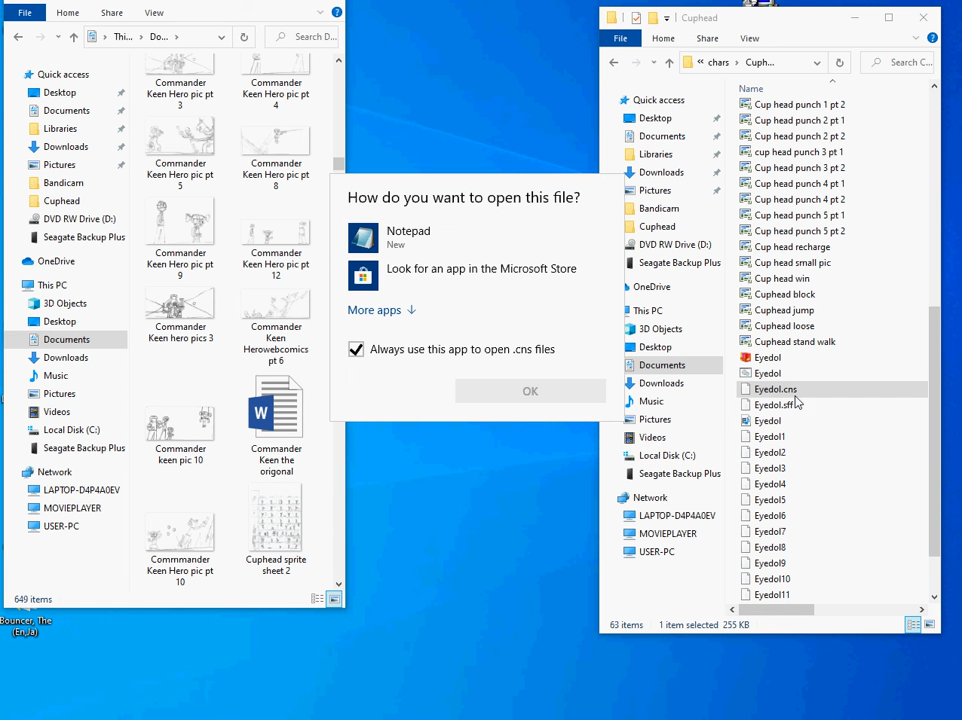 File
Home
Share
View
Thi...
Do...
Search D...
Quick access
Desktop
Documents
Libraries
Downloads
Pictures
Bandicam
Cuphead
DVD RW Drive (D:)
Seagate Backup Plus
OneDrive
This PC
3D Objects
Desktop
Documents
Downloads
Music
Pictures
Videos
Local Disk (C:)
Seagate Backup Plus
Network
LAPTOP-D4P4A0EV
MOVIEPLAYER
USER-PC
649 items
Commander
Keen Hero pic pt
3
Commander
Keen Hero pic pt
4
Commander
Keen Hero pic pt
5
Commander
Keen Hero pic pt
8
Commander
Keen Hero pic pt
9
Commander
Keen Hero pic pt
12
Commander
Keen hero pics 3
Commander
Keen
Herowebcomics
pt 6
Commander
keen pic 10
Commander
Keen the
origonal
Commmander
Keen Hero pic pt
10
Cuphead sprite
sheet 2
Bouncer, The
(En,Ja)
How do you want to open this file?
Notepad
New
Look for an app in the Microsoft Store
More apps
Always use this app to open .cns files
OK
Cuphead
File
Home
Share
View
chars
Cuph...
Search C...
Quick access
Desktop
Documents
Libraries
Downloads
Pictures
Bandicam
Cuphead
DVD RW Drive (D:)
Seagate Backup Plus
OneDrive
This PC
3D Objects
Desktop
Documents
Downloads
Music
Pictures
Videos
Local Disk (C:)
Seagate Backup Plus
Network
LAPTOP-D4P4A0EV
MOVIEPLAYER
USER-PC
Name
Cup head punch 1 pt 2
Cup head punch 2 pt 1
Cup head punch 2 pt 2
cup head punch 3 pt 1
Cup head punch 3 pt 2
Cup head punch 4 pt 1
Cup head punch 4 pt 2
Cup head punch 5 pt 1
Cup head punch 5 pt 2
Cup head recharge
Cup head small pic
Cup head win
Cuphead block
Cuphead jump
Cuphead loose
Cuphead stand walk
Eyedol
Eyedol
Eyedol.cns
Eyedol.sff
Eyedol
Eyedol1
Eyedol2
Eyedol3
Eyedol4
Eyedol5
Eyedol6
Eyedol7
Eyedol8
Eyedol9
Eyedol10
Eyedol11
63 items
1 item selected 255 KB